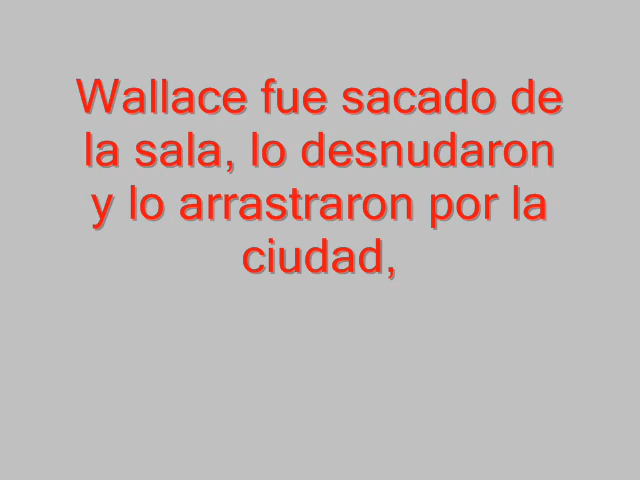 Wallace fue sacado de
la sala, lo desnudaron
y lo arrastraron por la
ciudad,